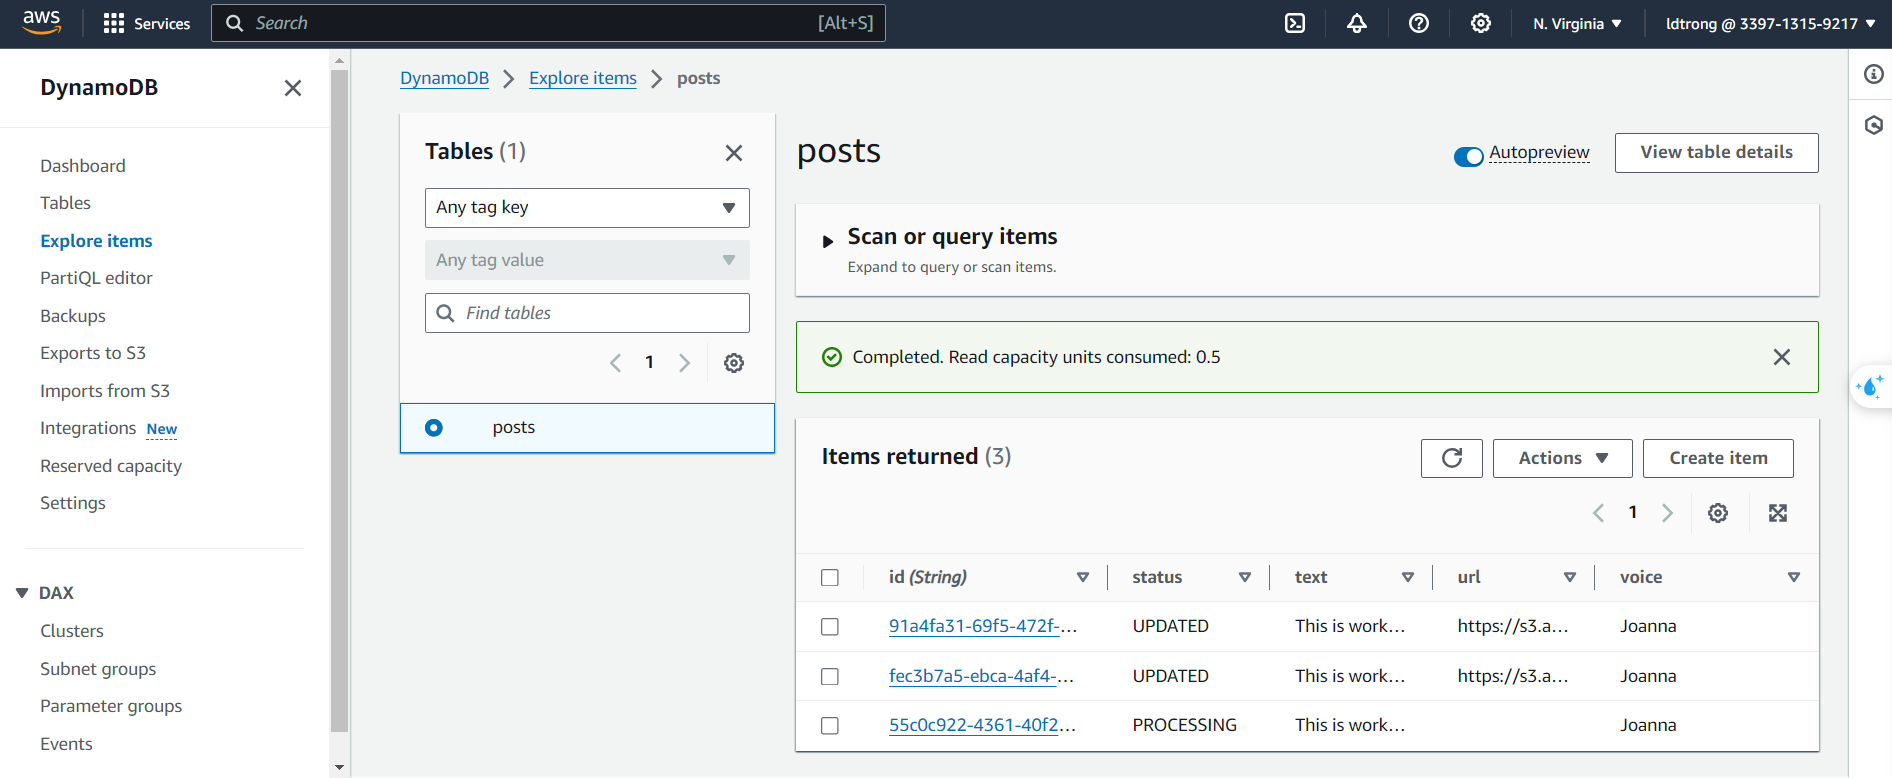 aws
Services
Search
[Alt+S]
N. Virginia
ldtrong @ 3397-1315-9217
DynamoDB
Dashboard
Tables
Explore items
PartiQL editor
Backups
Exports to S3
Imports from S3
Integrations New
Reserved capacity
Settings
DAX
Clusters
Subnet groups
Parameter groups
Events
DynamoDB
Explore items
posts
Tables (1)
Any tag key
Any tag value
Find tables
1
posts
posts
Autopreview
View table details
Scan or query items
Expand to query or scan items.
Completed. Read capacity units consumed: 0.5
Items returned (3)
Actions
Create item
1
id (String) status text url voice
91a4fa31-69f5-472f-... UPDATED This is work... https://s3.a... Joanna
fec3b7a5-ebca-4af4-... UPDATED This is work... https://s3.a... Joanna
55c0c922-4361-40f2... PROCESSING This is work... Joanna